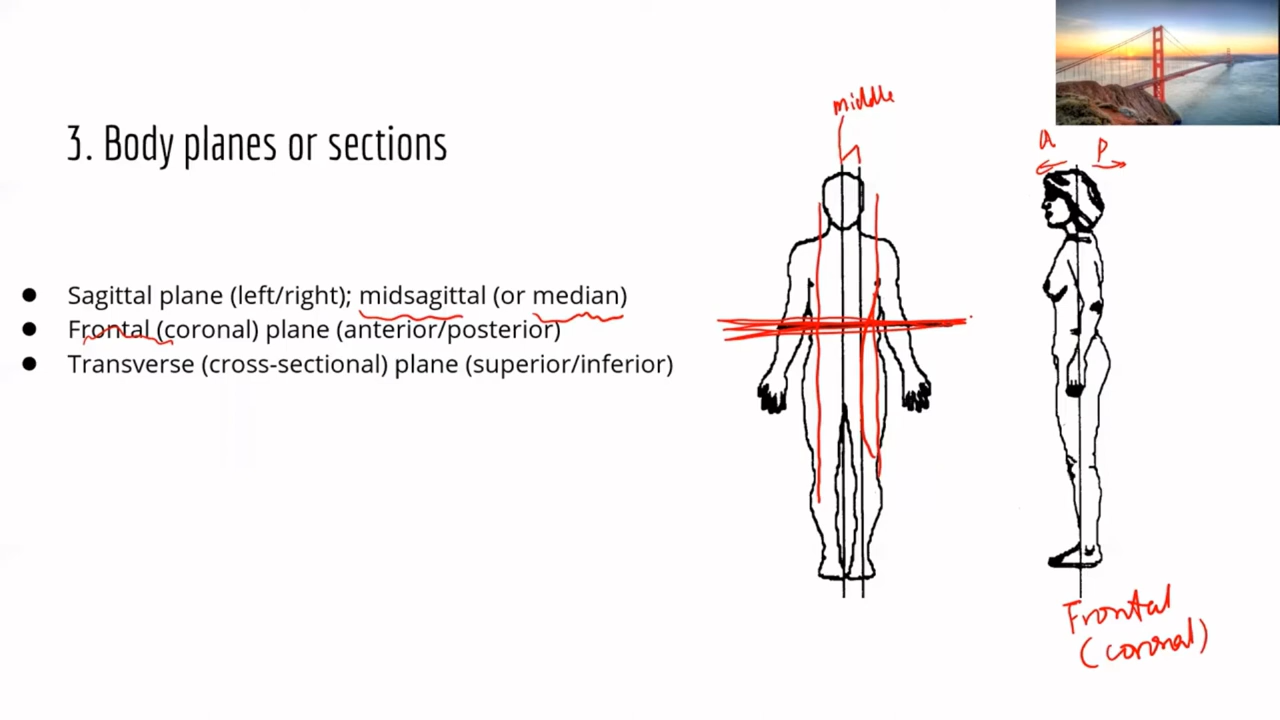 middle
a
P
3. Body planes or sections
● Sagittal plane (left/right); midsagittal (or median)
● Frontal (coronal) plane (anterior/posterior)
● Transverse (cross-sectional) plane (superior/inferior)
Frontal
(coronal)